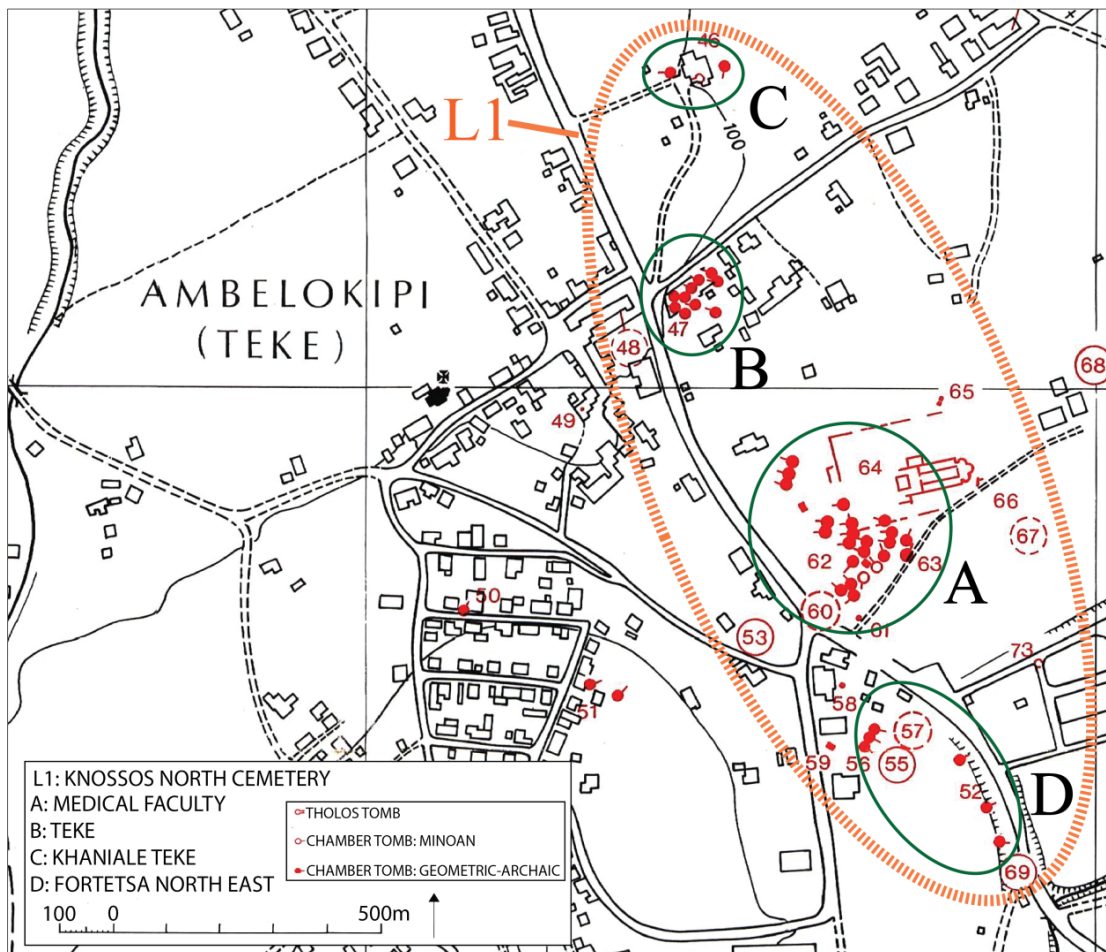 46
C
L1
100
AMBELOKIPI
(TEKE)
47
48
B
68
49
65
64
66
67
62
63
A
60
61
50
53
73
51
58
57
59
56
55
52
D
69
L1: KNOSSOS NORTH CEMETERY
A: MEDICAL FACULTY
B: TEKE
C: KHANIALE TEKE
D: FORTETSA NORTH EAST
THOLOS TOMB
CHAMBER TOMB: MINOAN
CHAMBER TOMB: GEOMETRIC-ARCHAIC
100 0 500m